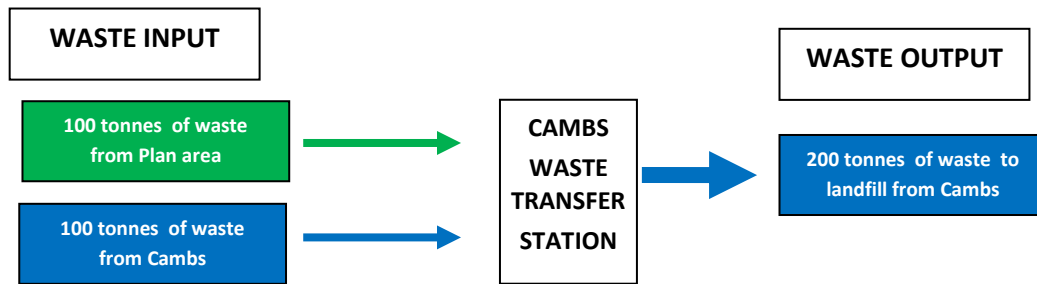 WASTE INPUT
100 tonnes of waste
from Plan area
100 tonnes of waste
from Cambs
CAMBS
WASTE
TRANSFER
STATION
WASTE OUTPUT
200 tonnes of waste to
landfill from Cambs